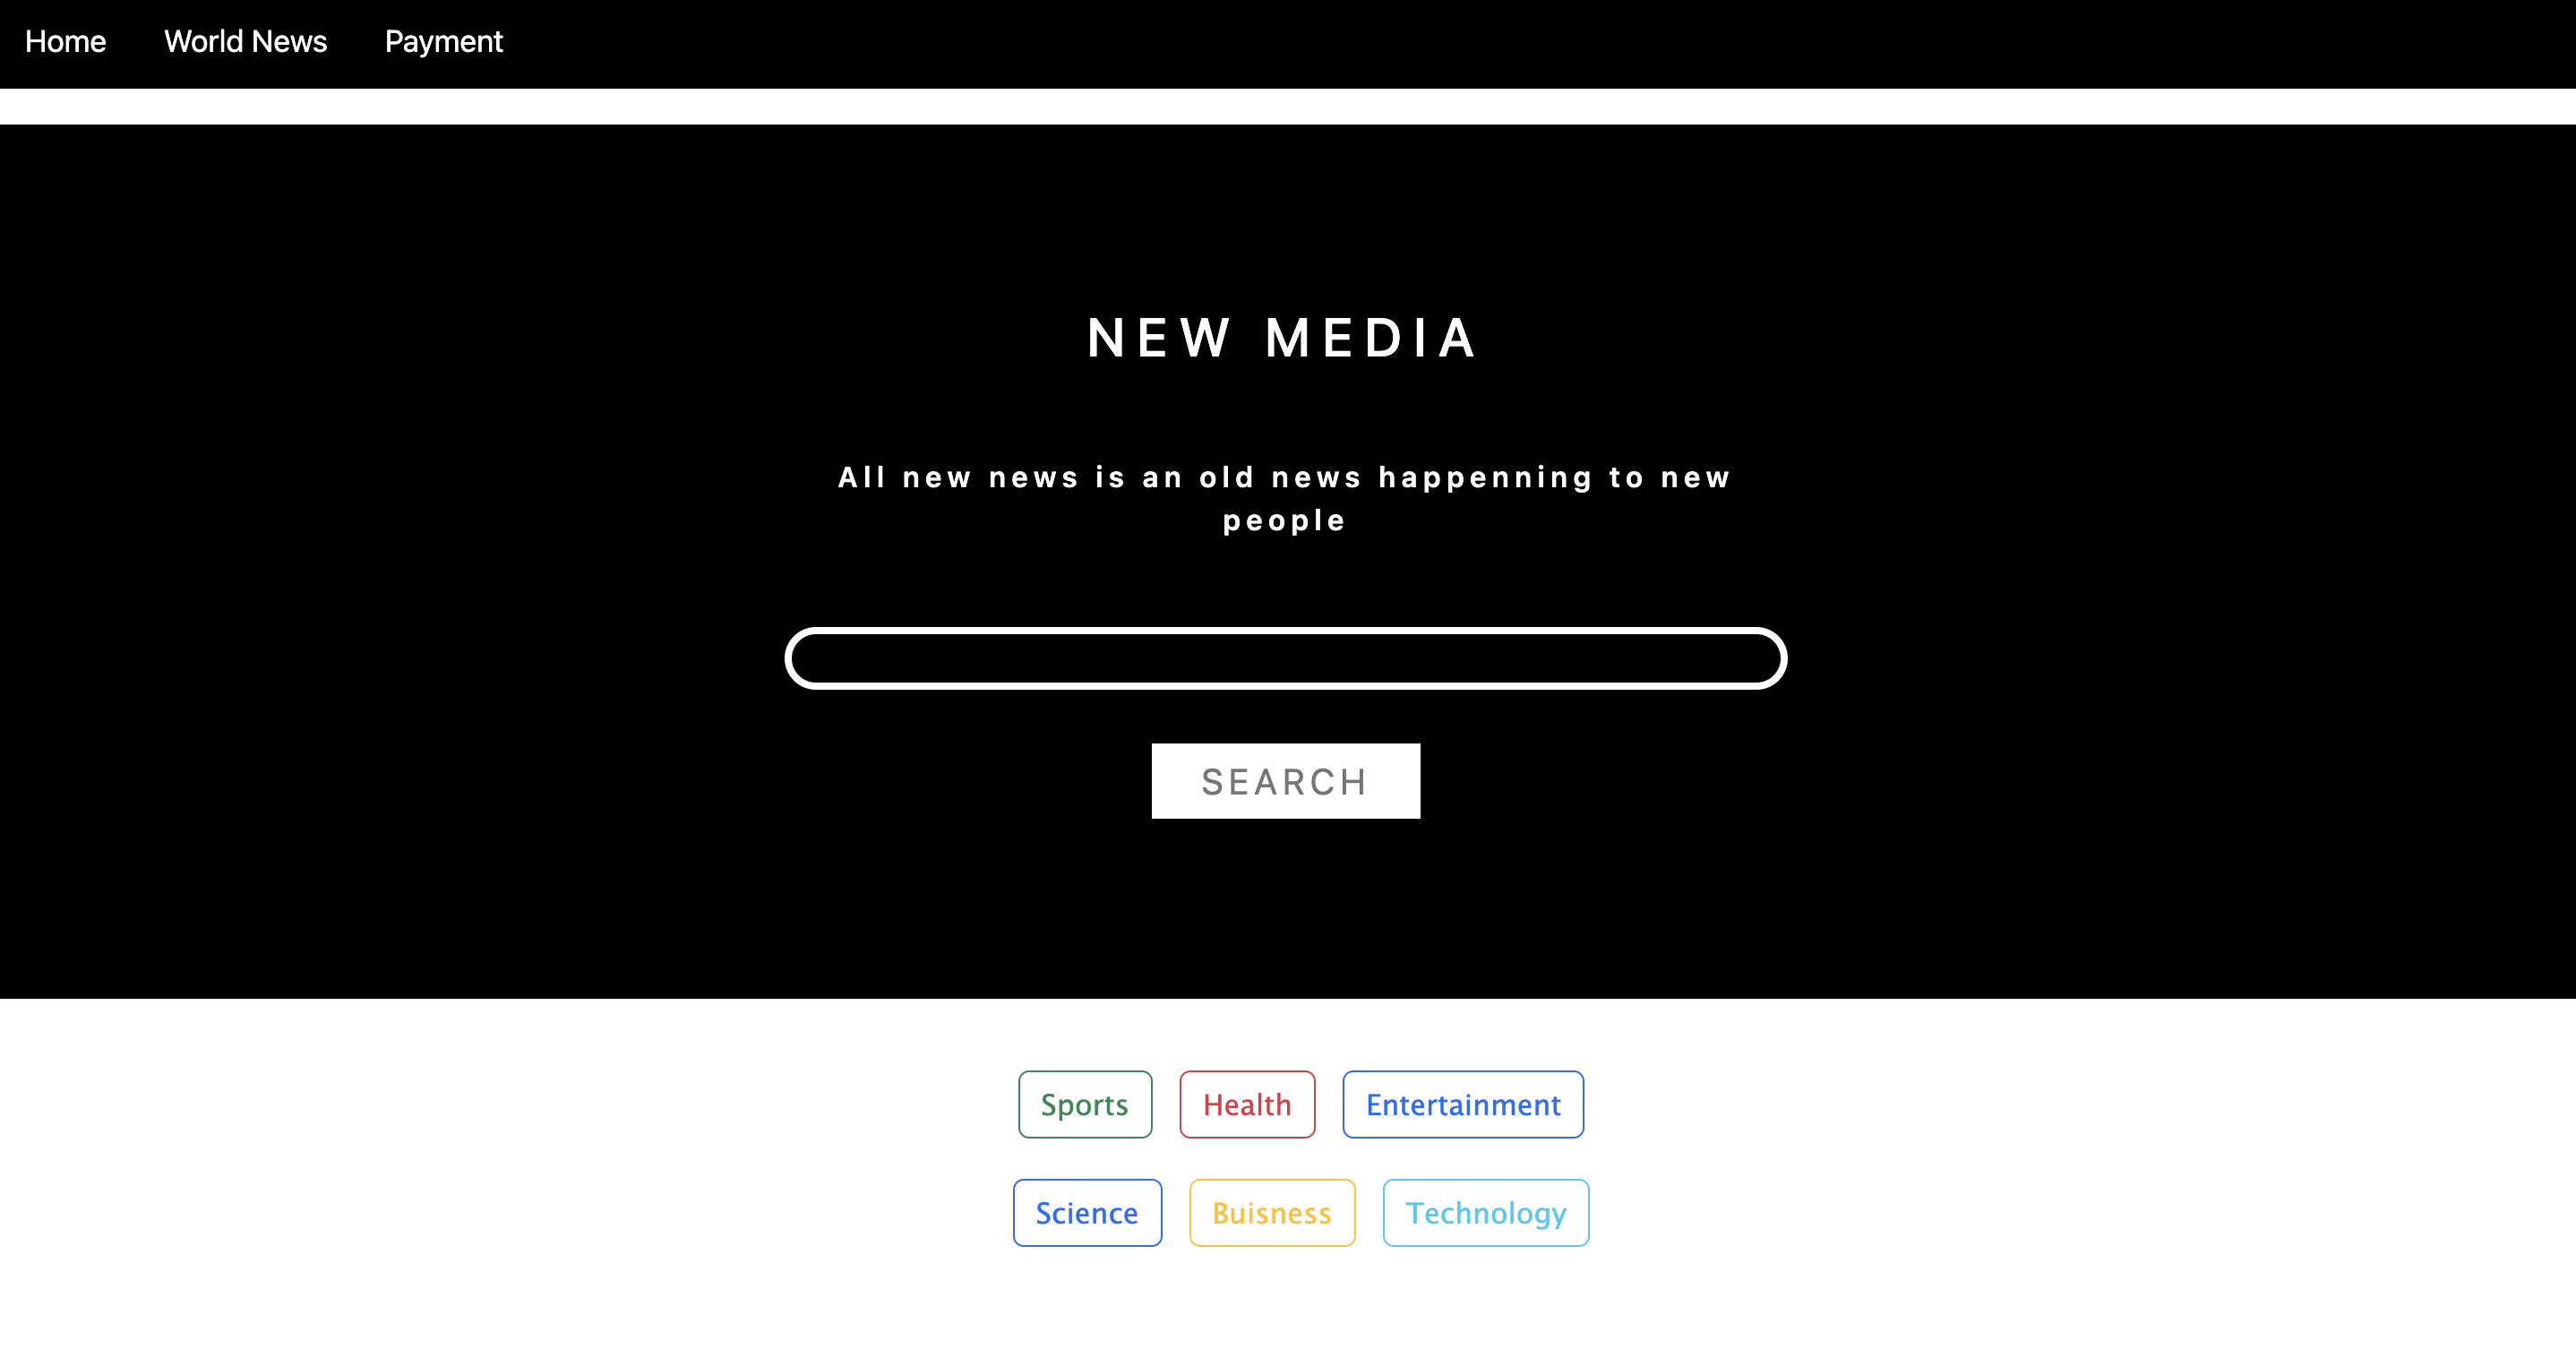 Home World News Payment
NEW MEDIA
All new news is an old news happenning to new
people
SEARCH
Sports Health Entertainment
Science Buisness Technology